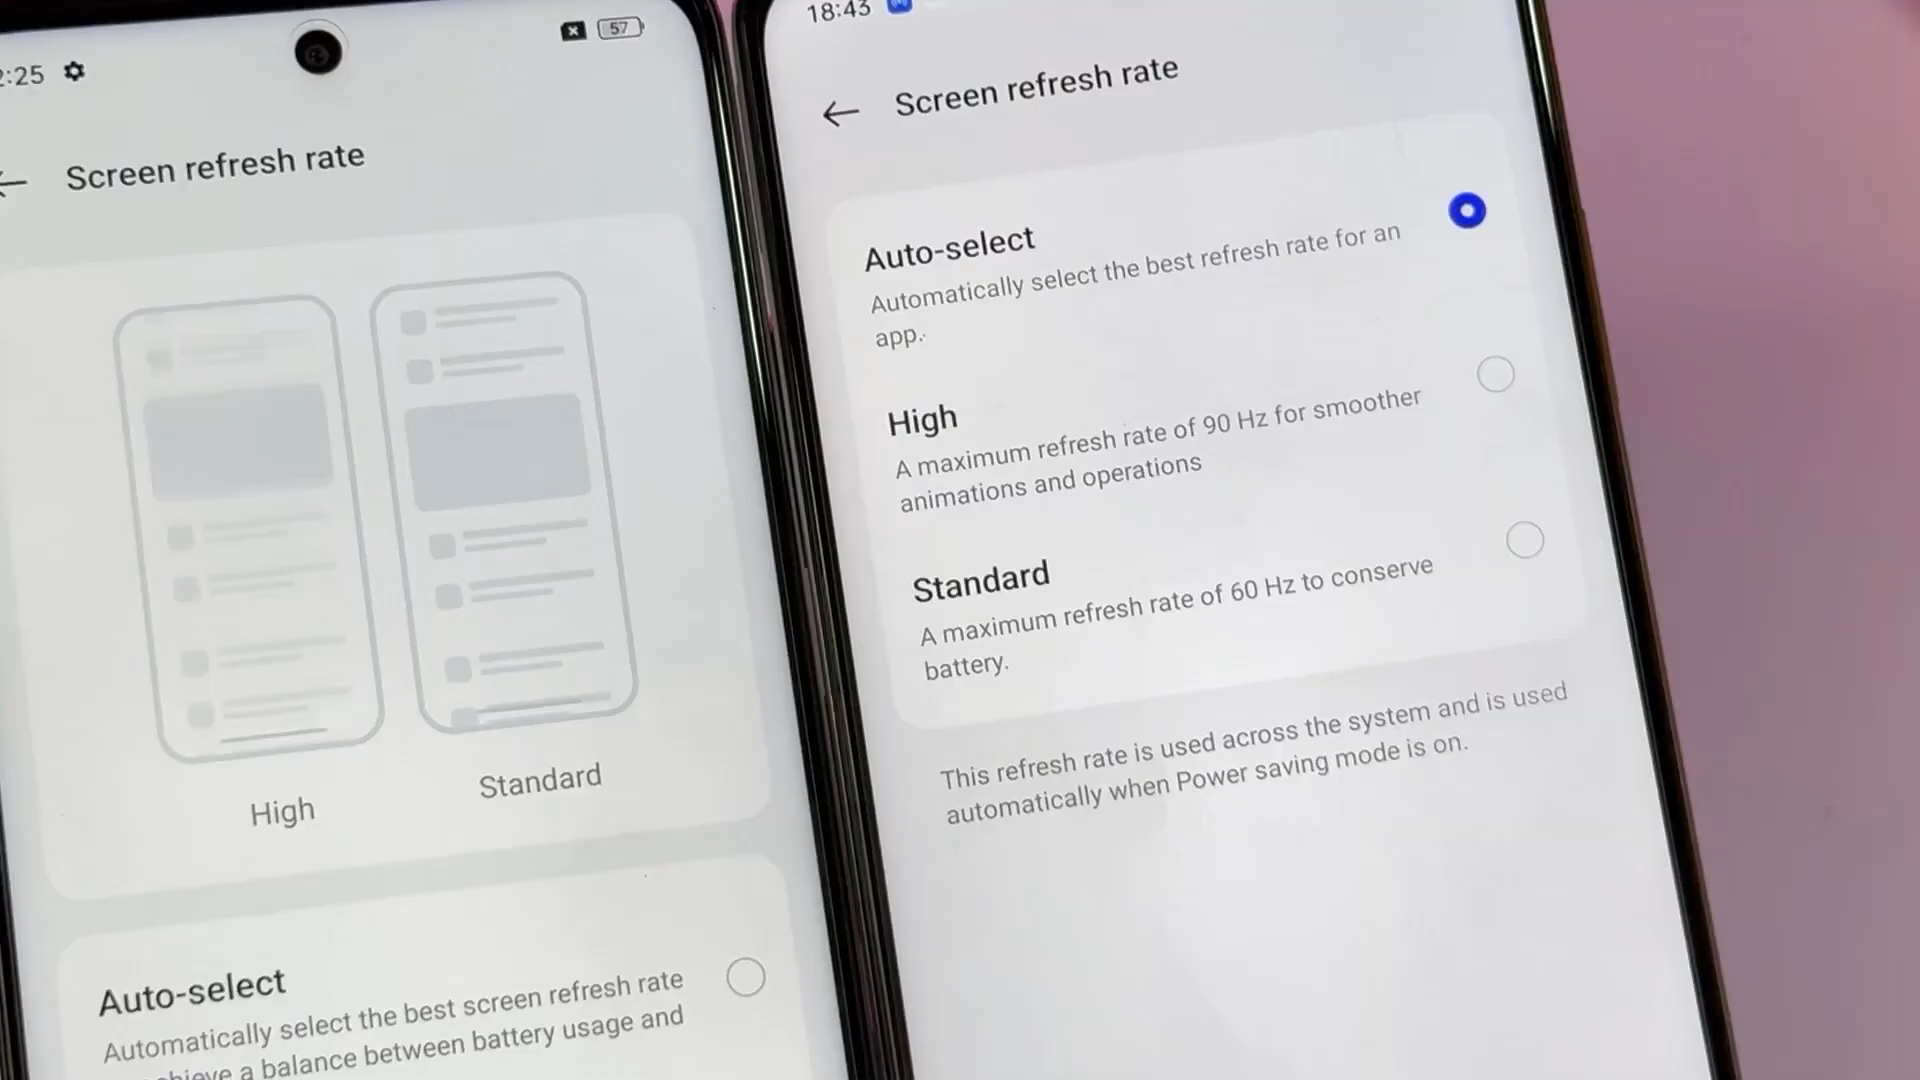 2:25
57
Screen refresh rate
High
Standard
Auto-select
Automatically select the best screen refresh rate
achieve a balance between battery usage and
18:43
Screen refresh rate
Auto-select
Automatically select the best refresh rate for an
app.
High
A maximum refresh rate of 90 Hz for smoother
animations and operations
Standard
A maximum refresh rate of 60 Hz to conserve
battery.
This refresh rate is used across the system and is used
automatically when Power saving mode is on.